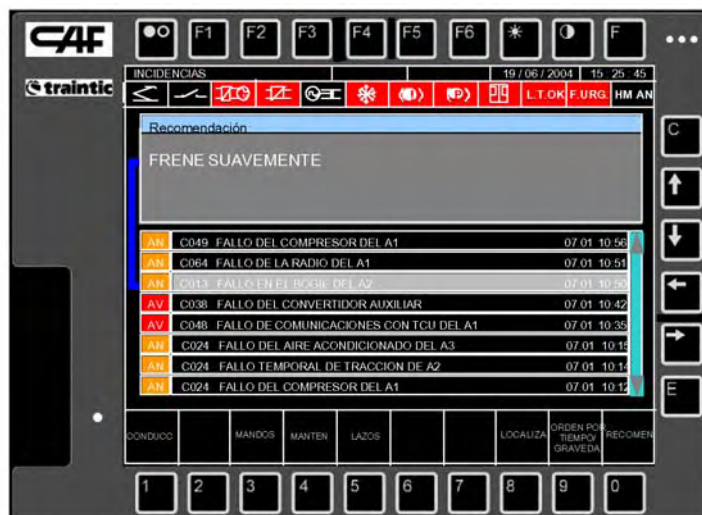 CAF
F1 F2 F3 F4 F5 F6 F
traintic
INCIDENCIAS 19 / 06 / 2004 15 : 25 : 45
L.T.OK F.URG. HM AN
C
Recomendación
FRENE SUAVEMENTE
AN C049 FALLO DEL COMPRESOR DEL A1 07.01 10:56
AN C064 FALLO DE LA RADIO DEL A1 07.01 10:51
AN C013 FALLO EN EL BOGIE DEL A2 07.01 10:50
AV C038 FALLO DEL CONVERTIDOR AUXILIAR 07.01 10:42
AV C048 FALLO DE COMUNICACIONES CON TCU DEL A1 07.01 10:35
AN C024 FALLO DEL AIRE ACONDICIONADO DEL A3 07.01 10:15
AN C024 FALLO TEMPORAL DE TRACCION DE A2 07.01 10:14
AN C024 FALLO DEL COMPRESOR DEL A1 07.01 10:12
E
CONDUCC MANDOS MANTEN LAZOS LOCALIZA ORDEN POR TIEMPO/ GRAVEDA RECOMEN
1 2 3 4 5 6 7 8 9 0